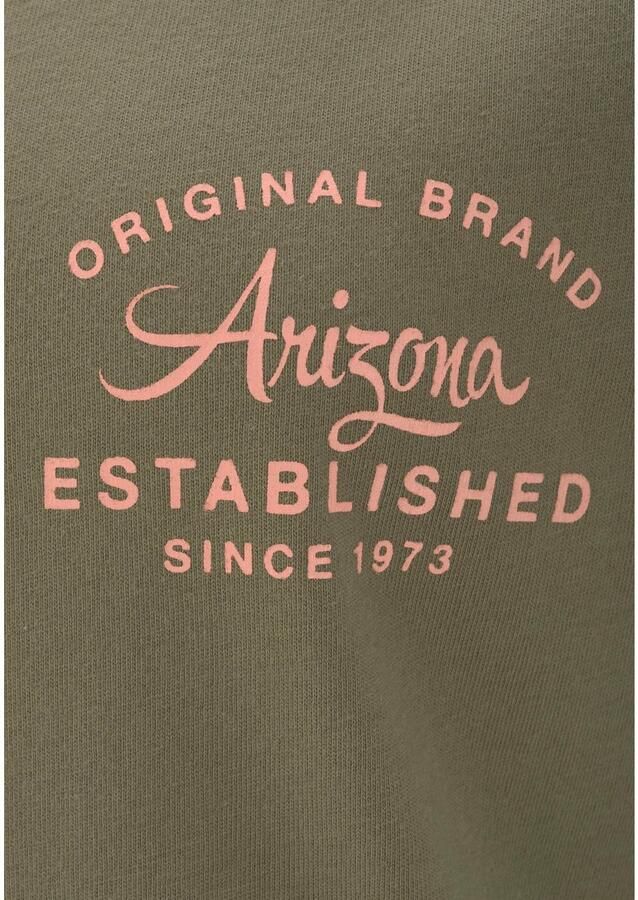 ORIGINAL BRAND
Arizona
ESTABLISHED
SINCE 1973